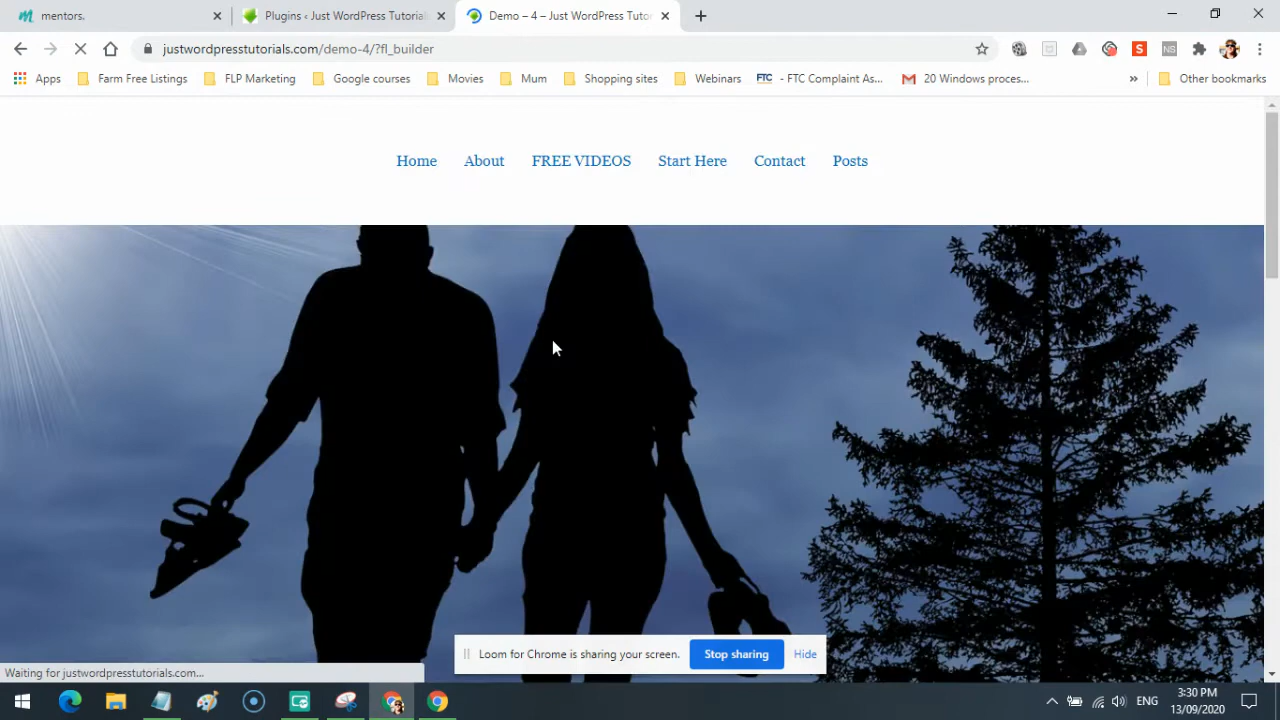 mentors.
Plugins ‹ Just WordPress Tutorials
Demo – 4 – Just WordPress Tutor
justwordpresstutorials.com/demo-4/?fl_builder
Apps
Farm Free Listings
FLP Marketing
Google courses
Movies
Mum
Shopping sites
Webinars
FTC - FTC Complaint As...
20 Windows proces...
»
Other bookmarks
S
NS
Home
About
FREE VIDEOS
Start Here
Contact
Posts
Loom for Chrome is sharing your screen.
Stop sharing
Hide
Waiting for justwordpresstutorials.com...
ENG
3:30 PM
13/09/2020